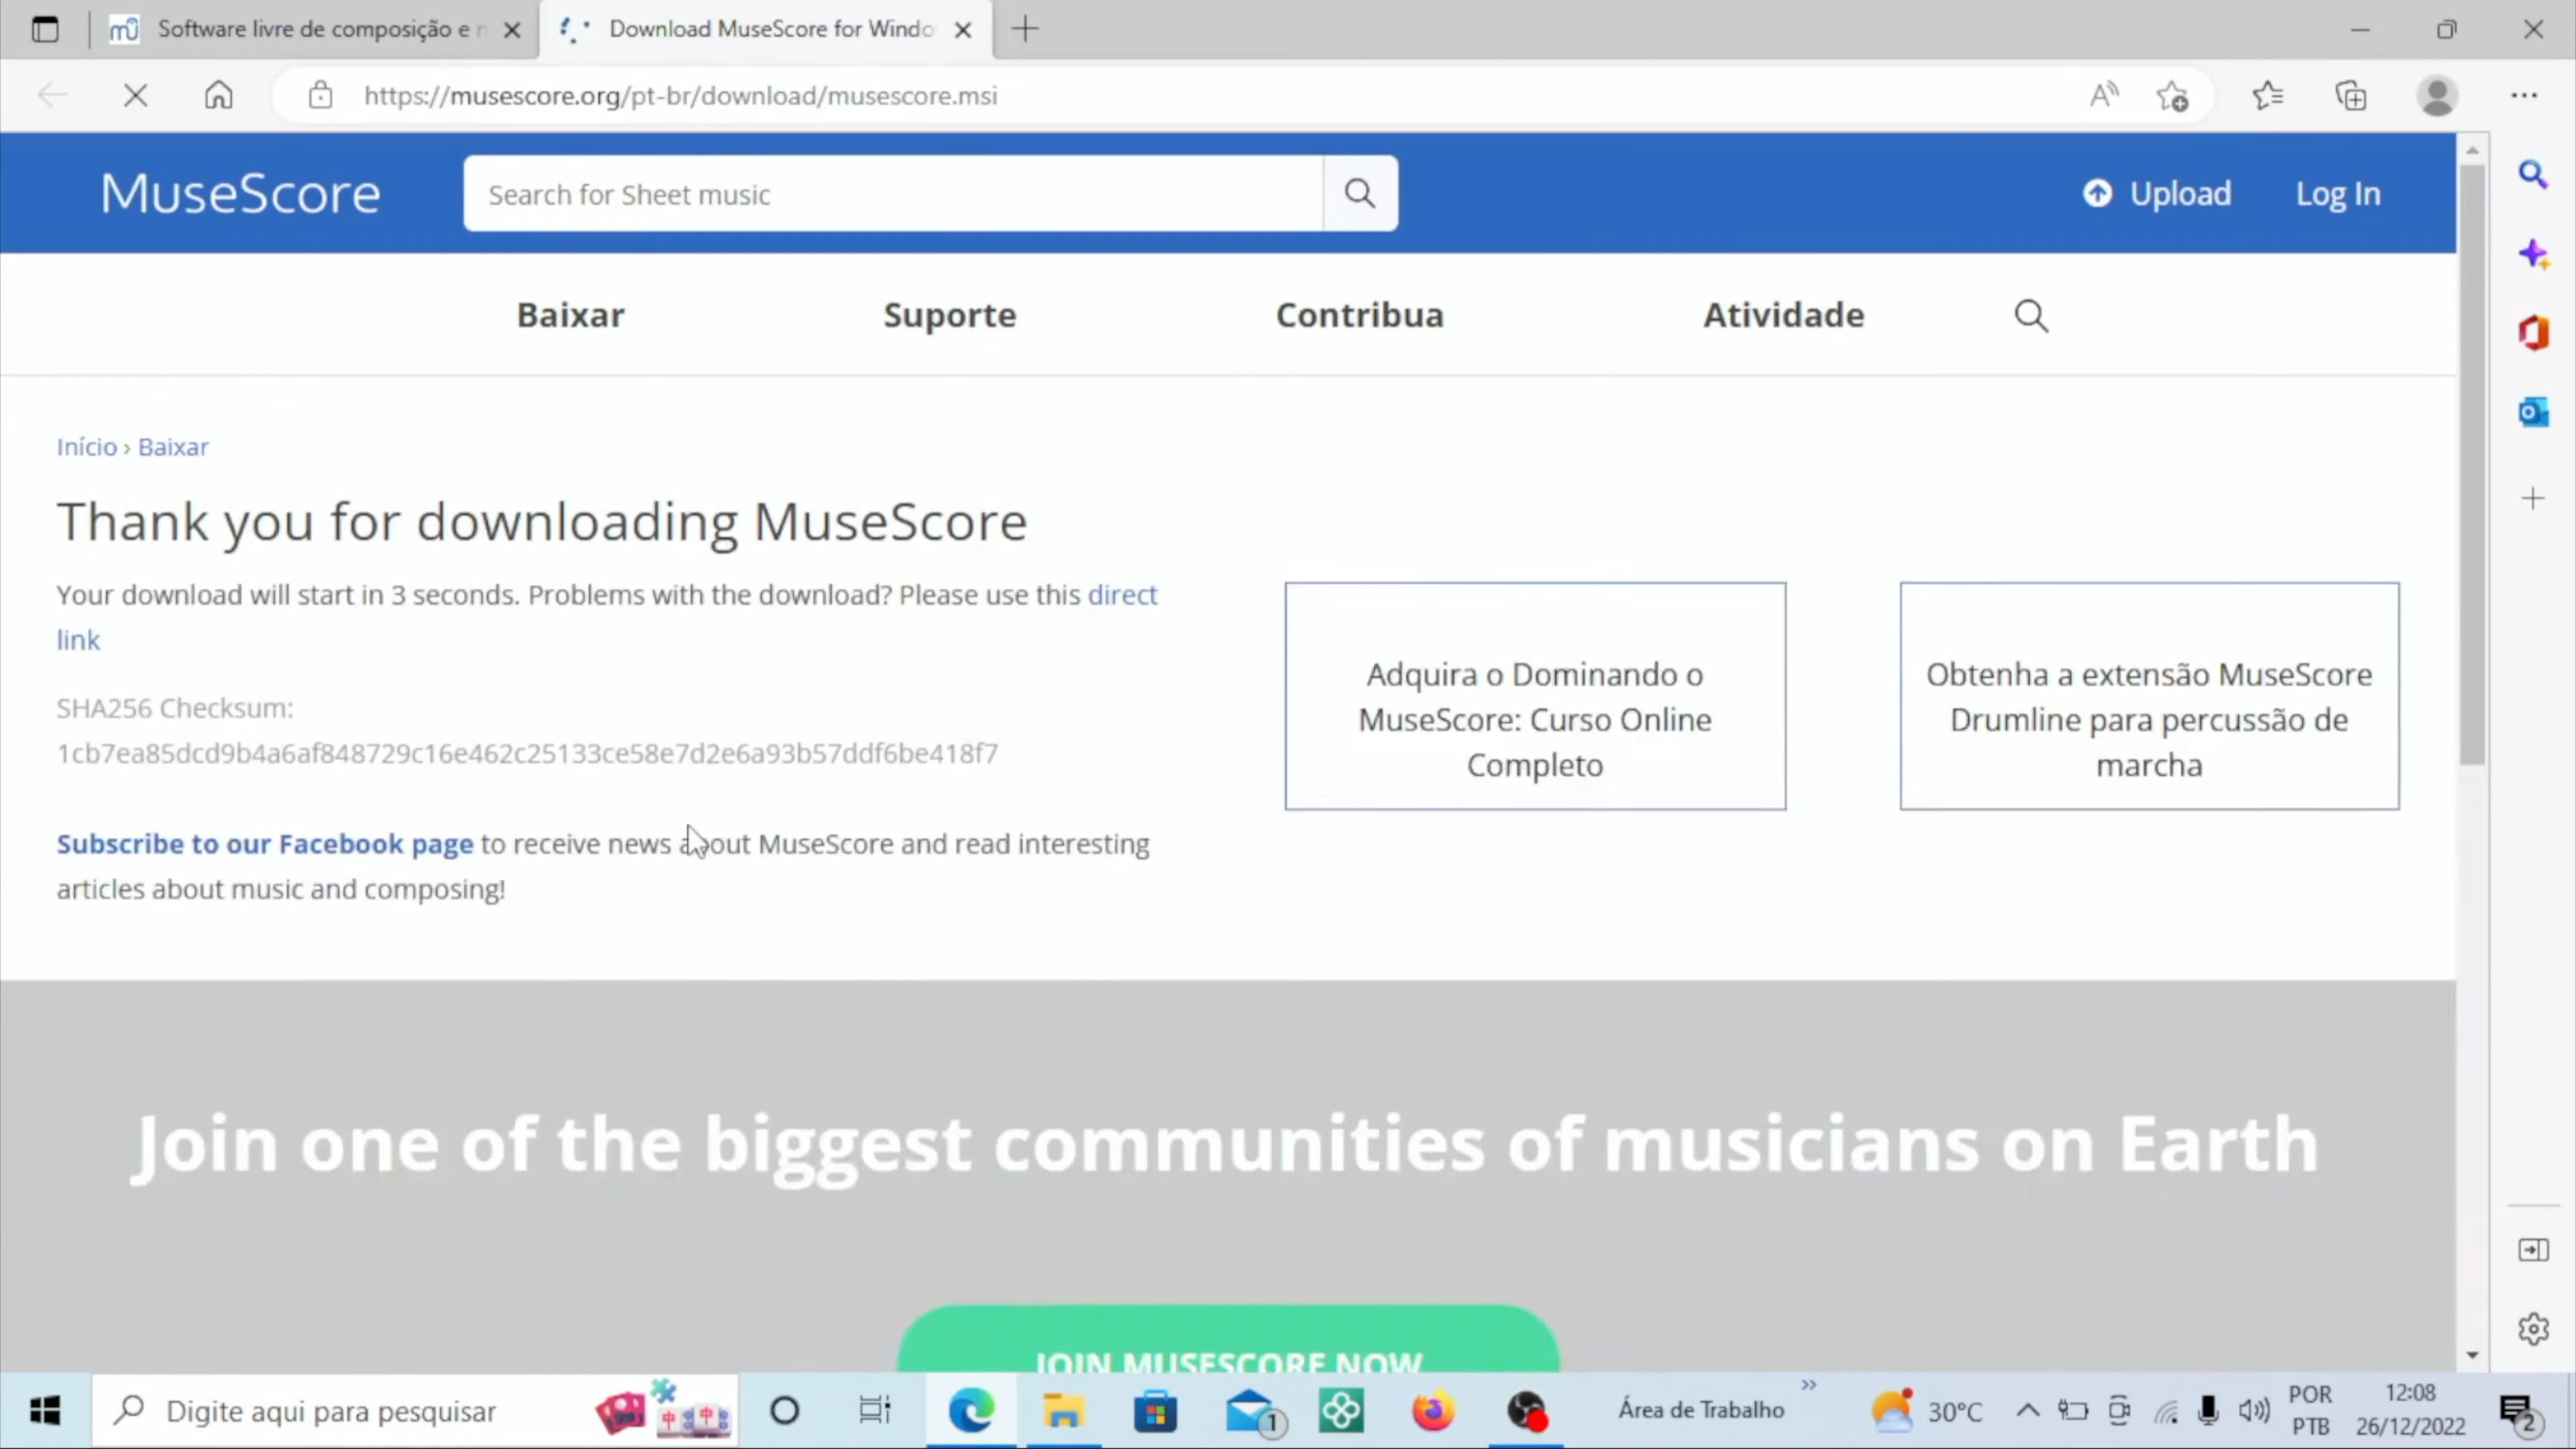 Software livre de composição e n
Download MuseScore for Windo
https://musescore.org/pt-br/download/musescore.msi
MuseScore
Search for Sheet music
Upload
Log In
Baixar
Suporte
Contribua
Atividade
Início › Baixar
Thank you for downloading MuseScore
Your download will start in 3 seconds. Problems with the download? Please use this direct
link
SHA256 Checksum:
1cb7ea85dcd9b4a6af848729c16e462c25133ce58e7d2e6a93b57ddf6be418f7
Subscribe to our Facebook page to receive news about MuseScore and read interesting
articles about music and composing!
Adquira o Dominando o
MuseScore: Curso Online
Completo
Obtenha a extensão MuseScore
Drumline para percussão de
marcha
Join one of the biggest communities of musicians on Earth
JOIN MUSESCORE NOW
Digite aqui para pesquisar
1
Área de Trabalho
30°C
POR
PTB
12:08
26/12/2022
2